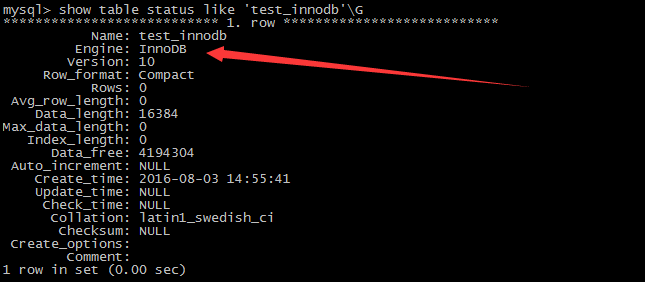 mysql> show table status like 'test_innodb'\G
*************************** 1. row ***************************
Name: test_innodb
Engine: InnoDB
Version: 10
Row_format: Compact
Rows: 0
Avg_row_length: 0
Data_length: 16384
Max_data_length: 0
Index_length: 0
Data_free: 4194304
Auto_increment: NULL
Create_time: 2016-08-03 14:55:41
Update_time: NULL
Check_time: NULL
Collation: latin1_swedish_ci
Checksum: NULL
Create_options:
Comment:
1 row in set (0.00 sec)